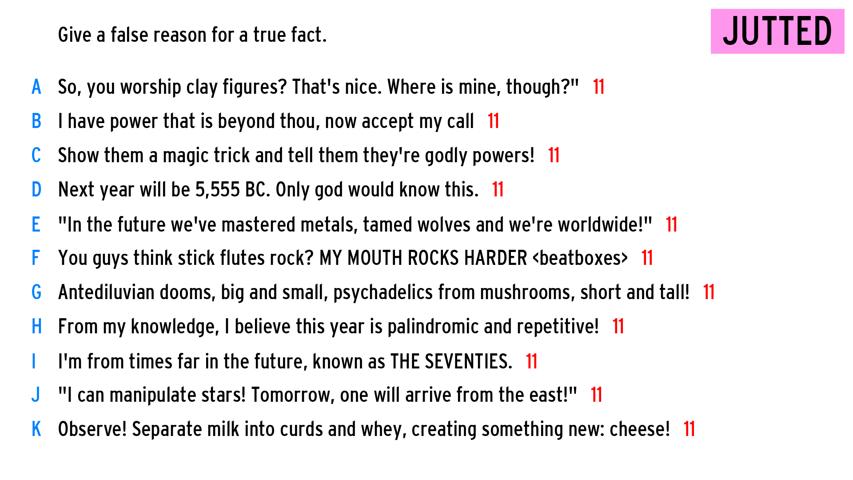 Give a false reason for a true fact.
JUTTED
A So, you worship clay figures? That's nice. Where is mine, though?" 11
B I have power that is beyond thou, now accept my call 11
C Show them a magic trick and tell them they're godly powers! 11
D Next year will be 5,555 BC. Only god would know this. 11
E "In the future we've mastered metals, tamed wolves and we're worldwide!" 11
F You guys think stick flutes rock? MY MOUTH ROCKS HARDER <beatboxes> 11
G Antediluvian dooms, big and small, psychadelics from mushrooms, short and tall! 11
H From my knowledge, I believe this year is palindromic and repetitive! 11
I I'm from times far in the future, known as THE SEVENTIES. 11
J "I can manipulate stars! Tomorrow, one will arrive from the east!" 11
K Observe! Separate milk into curds and whey, creating something new: cheese! 11